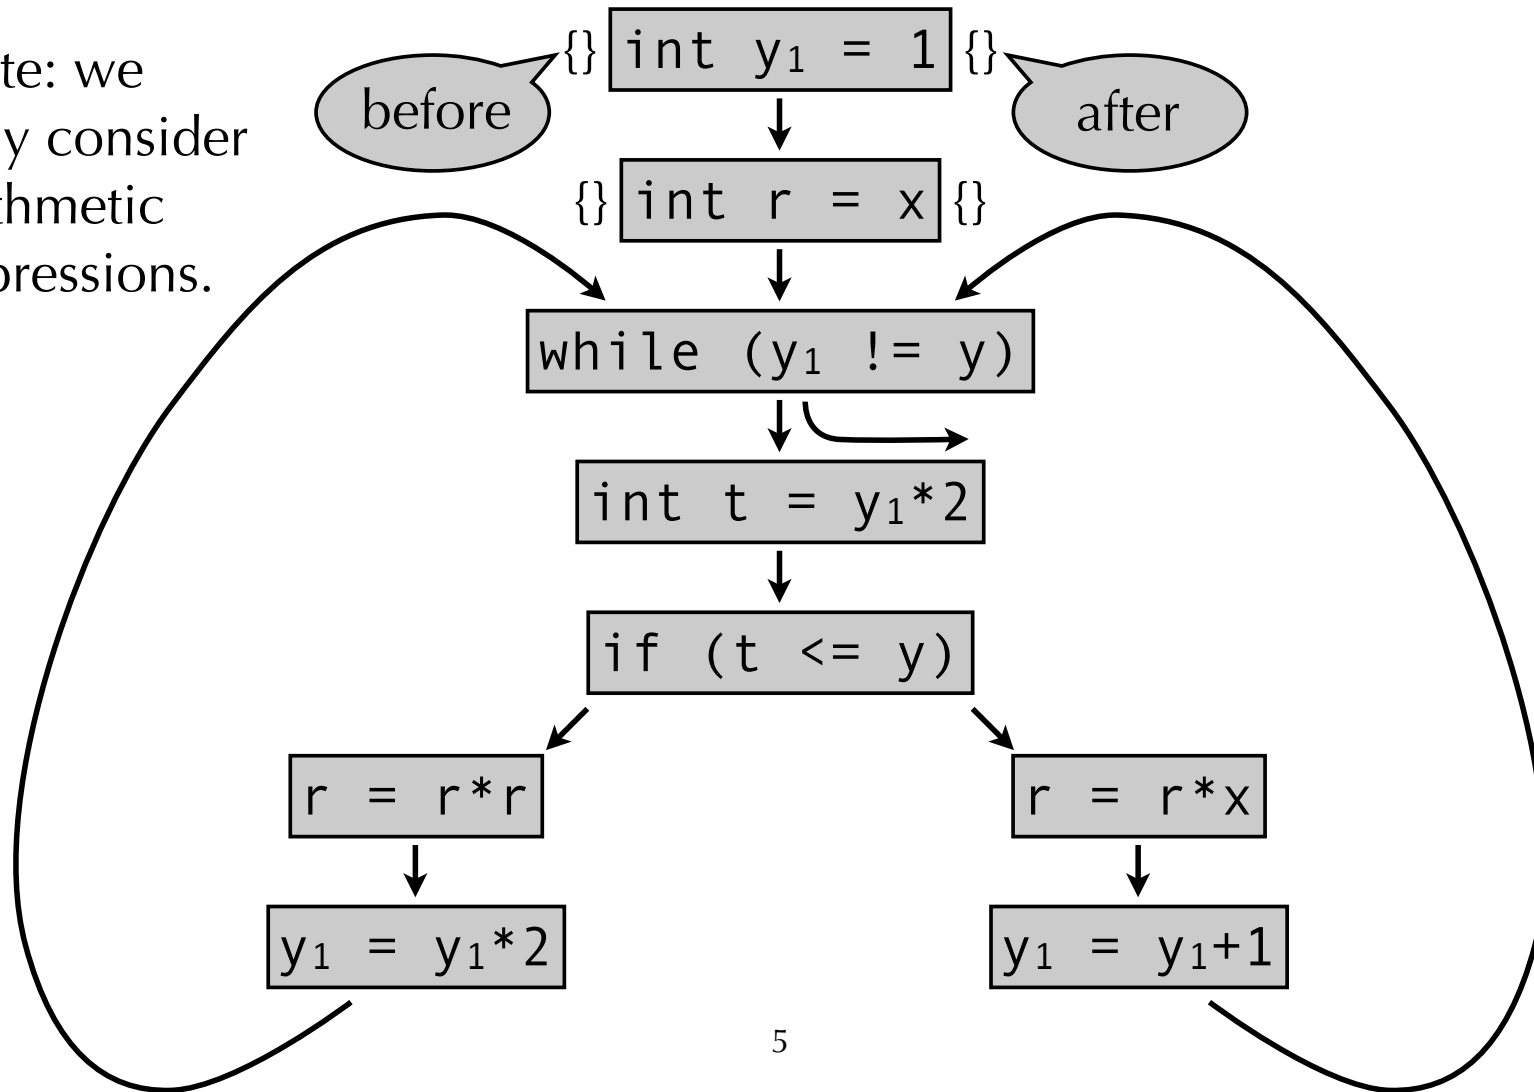 te: we
y consider
thmetic
pressions.
before
{} int y₁ = 1 {}
after
{} int r = x {}
while (y₁ != y)
int t = y₁*2
if (t <= y)
r = r*r
r = r*x
y₁ = y₁*2
y₁ = y₁+1
5